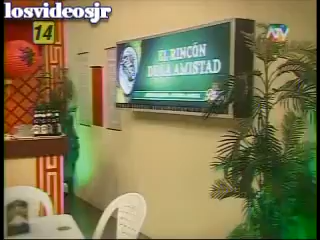 losvideosjr
14
ATV
EL RINCÓN
DE LA AMISTAD